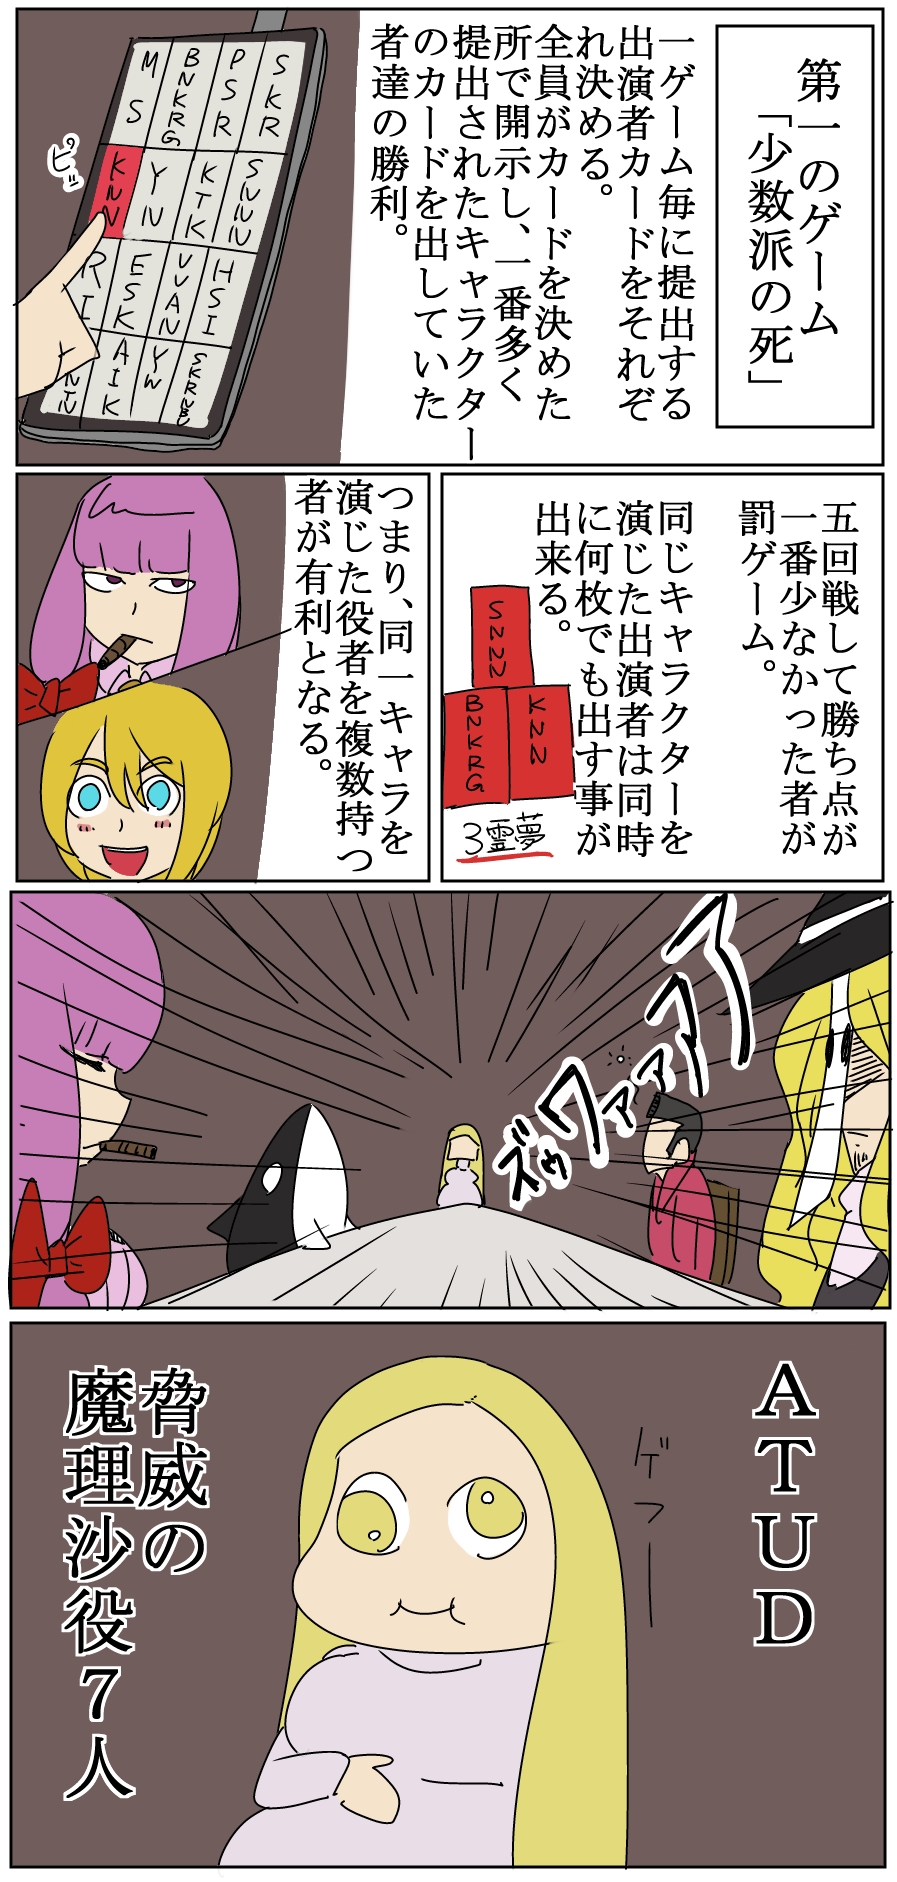 第一のゲーム
「少数派の死」
一ゲーム毎に提出する
出演者カードをそれぞ
れ決める。
全員がカードを決めた
所で開示し、一番多く
提出されたキャラクター
のカードを出していた
者達の勝利。
SKR
PSR
BNKRG
MS
SNNN
KTK
YN
KNN
HSI
UUAN
ESK
RI
SKRNBU
YW
AIK
NTN
ピッ
五回戦して勝ち点が
一番少なかった者が
罰ゲーム。
同じキャラクターを
演じた出演者は同時
に何枚でも出す事が
出来る。
SNNN
BNKRG
KNN
3霊夢
つまり、同一キャラを
演じた役者を複数持つ
者が有利となる。
ズゥワァァァアア
ATUD
ゲフー
脅威の
魔理沙役7人